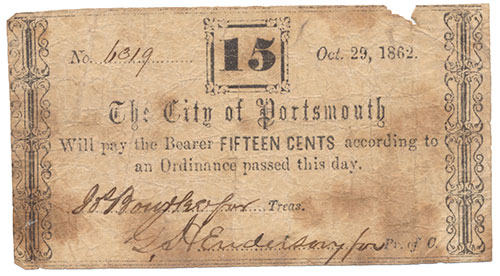 No. 6319 15 Oct. 29, 1862.
The City of Portsmouth
Will pay the Bearer FIFTEEN CENTS according to
an Ordinance passed this day.
for Treas.
for Pr. of O.